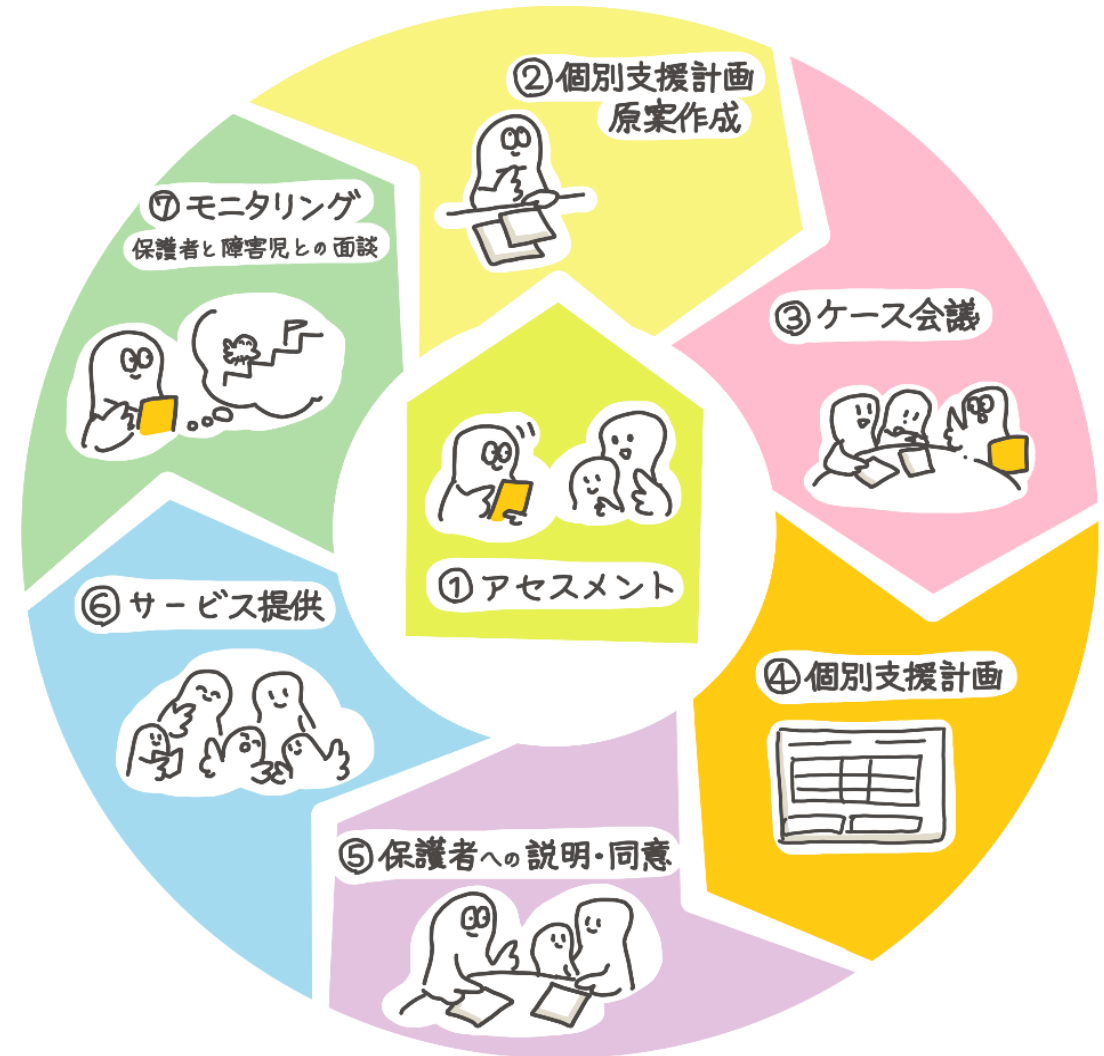 ①アセスメント
②個別支援計画
原案作成
③ケース会議
④個別支援計画
⑤保護者への説明・同意
⑥サービス提供
⑦モニタリング
保護者と障害児との面談